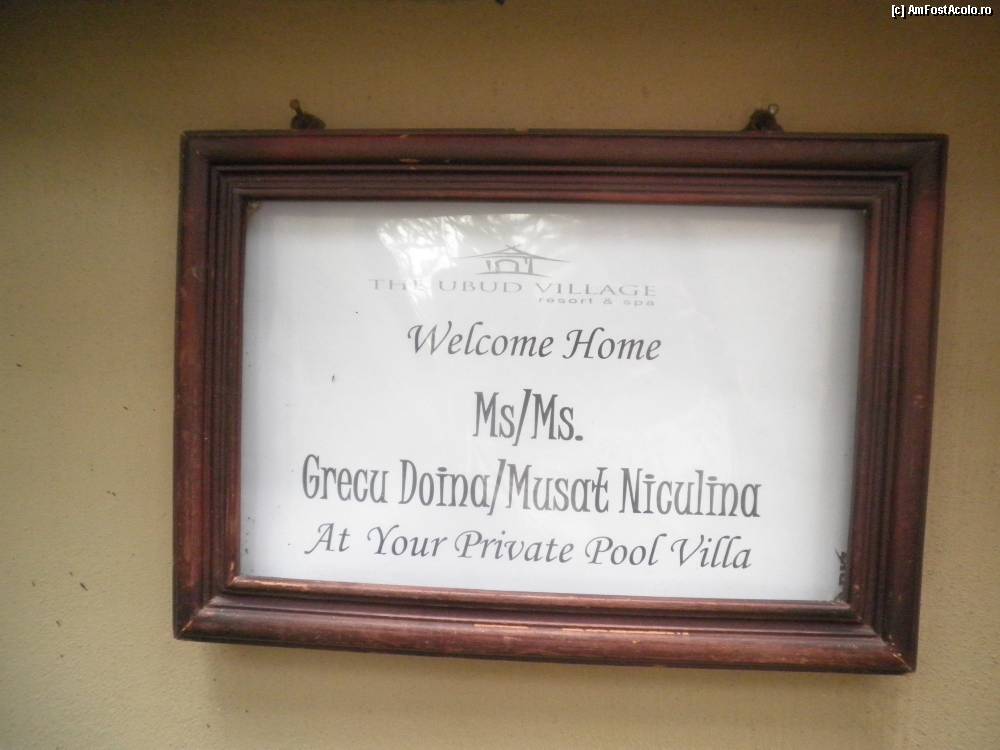 [c] AmFostAcolo.ro
THE UBUD VILLAGE
resort & spa
Welcome Home
Ms/Ms.
Grecu Doina/Musat Niculina
At Your Private Pool Villa